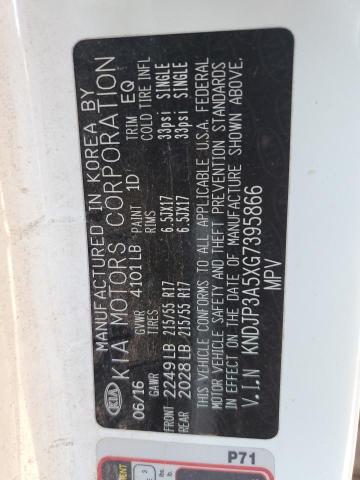 MANUFACTURED IN KOREA BY
KIA KIA MOTORS CORPORATION
06/16 GVWR 4101LB PAINT 1D TRIM EQ
GAWR TIRES RIMS COLD TIRE INFL
FRONT 2249LB 215/55 R17 6.5JX17 33psi SINGLE
REAR 2028LB 215/55 R17 6.5JX17 33psi SINGLE
THIS VEHICLE CONFORMS TO ALL APPLICABLE U.S.A. FEDERAL
MOTOR VEHICLE SAFETY AND THEFT PREVENTION STANDARDS
IN EFFECT ON THE DATE OF MANUFACTURE SHOWN ABOVE.
V.I.N KNDJP3A5XG7395866
MPV
P71